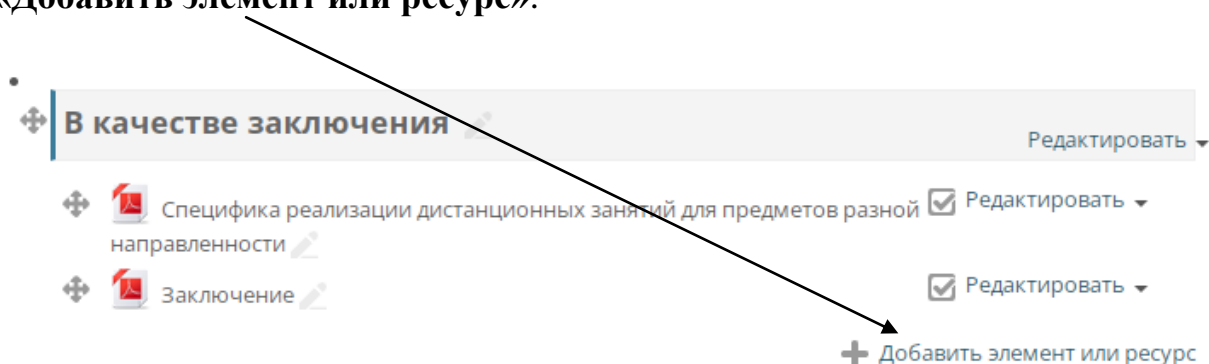 «Добавить элемент или ресурс».
В качестве заключения
Редактировать
Специфика реализации дистанционных занятий для предметов разной
Редактировать
направленности
Заключение
Редактировать
Добавить элемент или ресурс